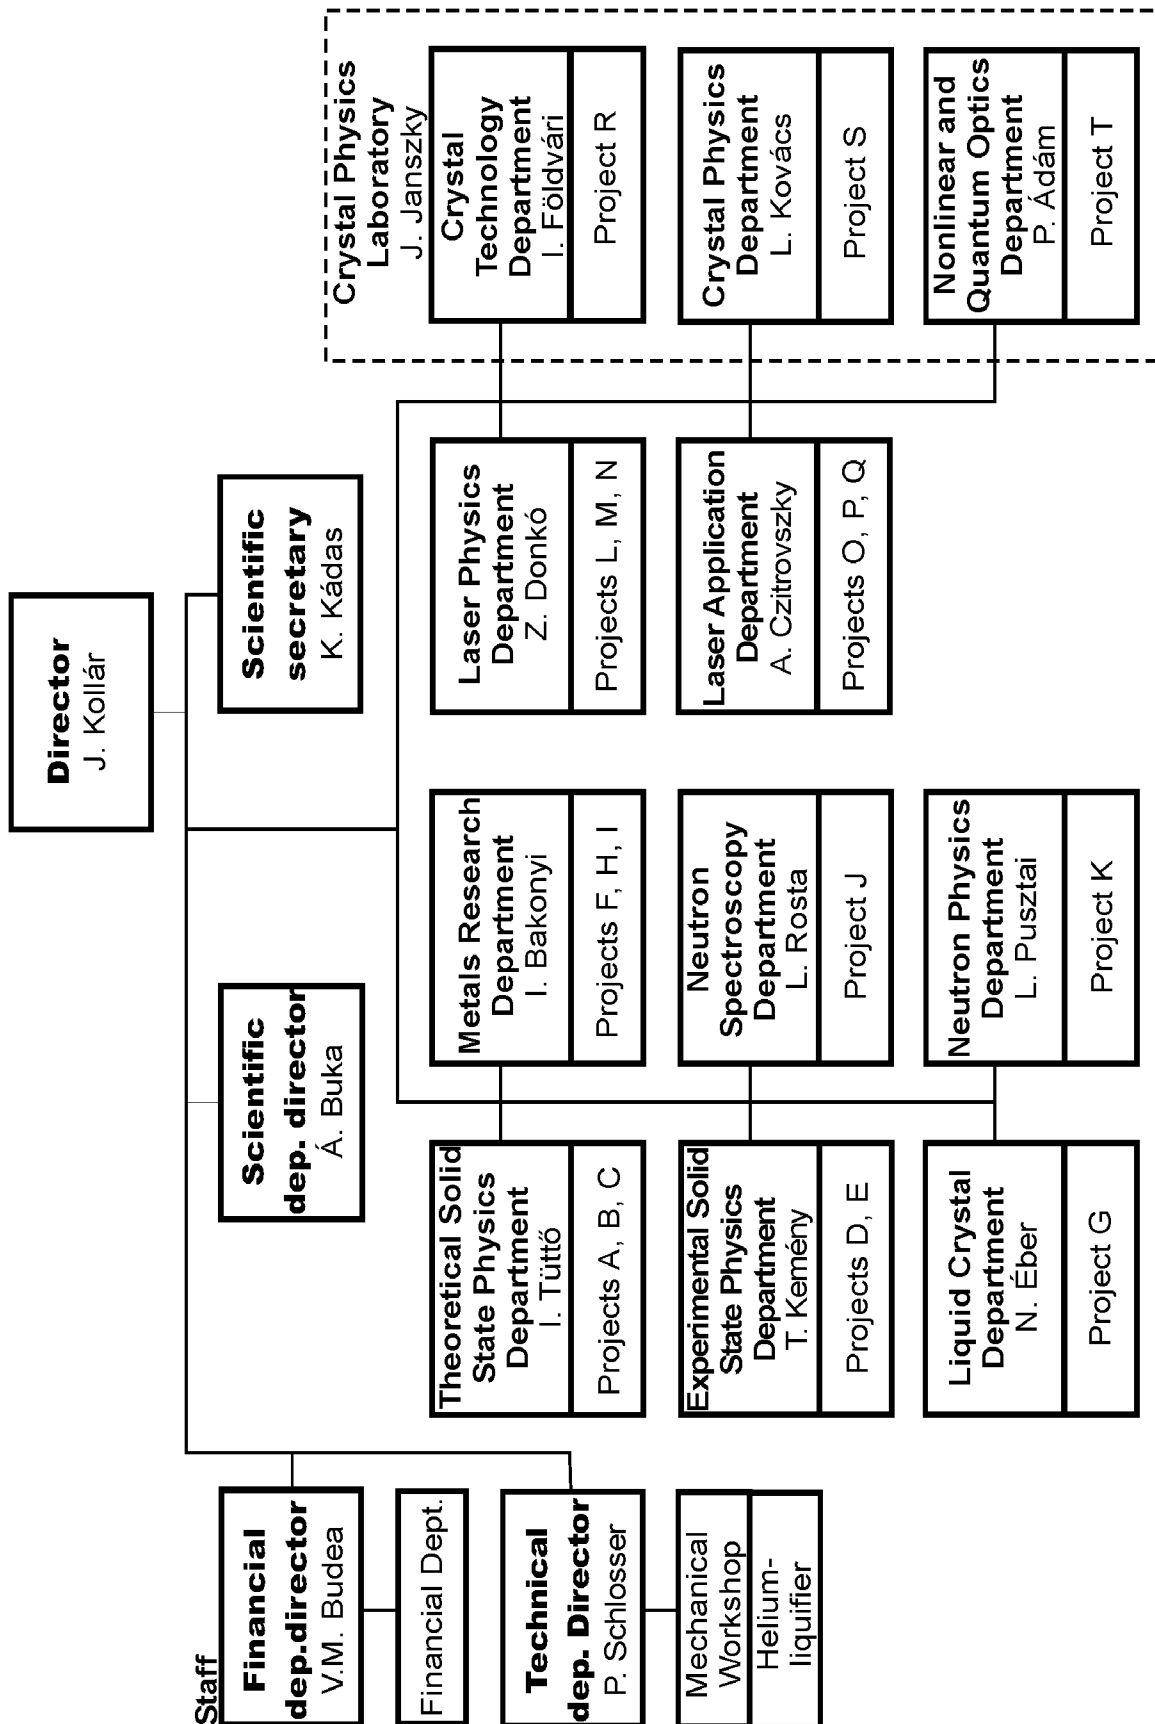 Director
J. Kollár
Staff
Financial
dep.director
V.M. Budea
Scientific
dep. director
Á. Buka
Scientific
secretary
K. Kádas
Financial Dept.
Technical
dep. Director
P. Schlosser
Mechanical
Workshop
Helium-
liquifier
Theoretical Solid
State Physics
Department
I. Tüttő
Projects A, B, C
Metals Research
Department
I. Bakonyi
Projects F, H, I
Laser Physics
Department
Z. Donkó
Projects L, M, N
Crystal Physics
Laboratory
J. Janszky
Crystal
Technology
Department
I. Földvári
Project R
Experimental Solid
State Physics
Department
T. Kemény
Projects D, E
Neutron
Spectroscopy
Department
L. Rosta
Project J
Laser Application
Department
A. Czitrovszky
Projects O, P, Q
Crystal Physics
Department
L. Kovács
Project S
Liquid Crystal
Department
N. Éber
Project G
Neutron Physics
Department
L. Pusztai
Project K
Nonlinear and
Quantum Optics
Department
P. Ádám
Project T